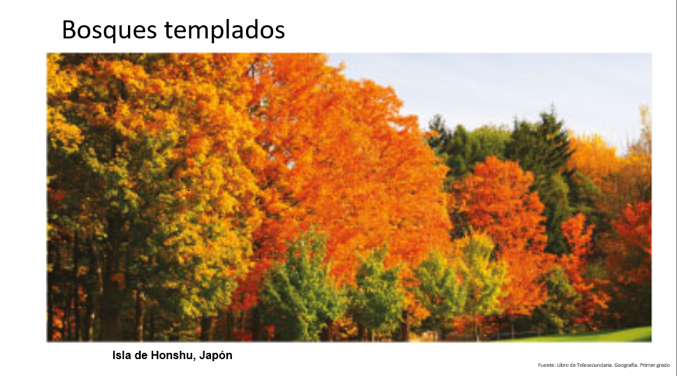 Bosques templados
Isla de Honshu, Japón
Fuente: Libro de Telesecundaria. Geografía. Primer grado